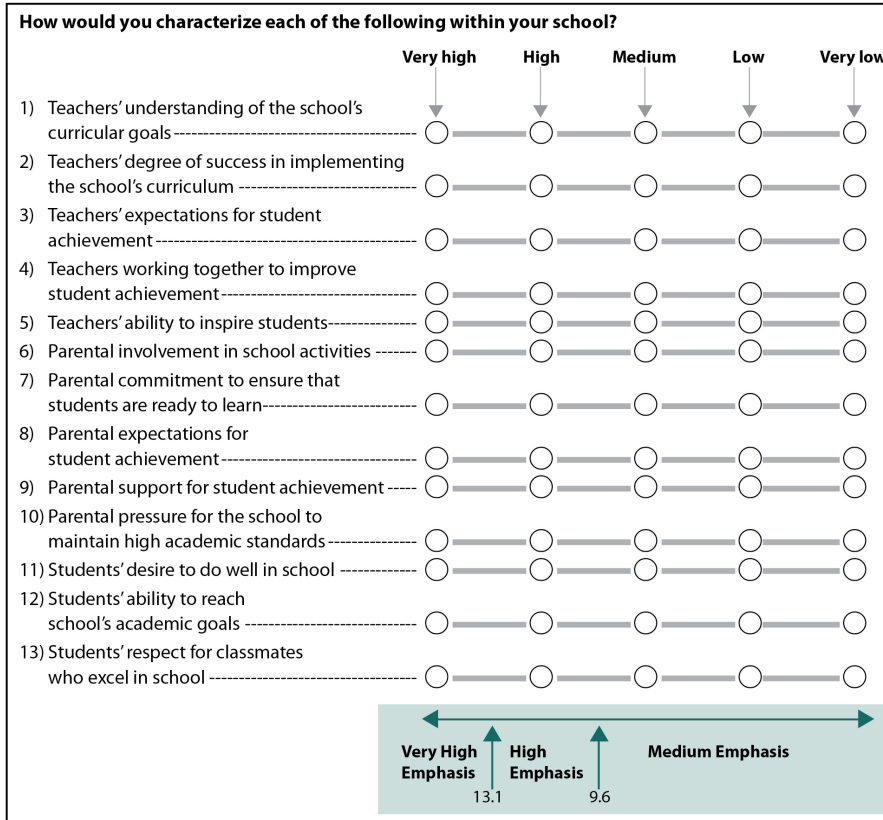 How would you characterize each of the following within your school?
Very high High Medium Low Very low
1) Teachers' understanding of the school's
curricular goals
2) Teachers' degree of success in implementing
the school's curriculum
3) Teachers' expectations for student
achievement
4) Teachers working together to improve
student achievement
5) Teachers' ability to inspire students
6) Parental involvement in school activities
7) Parental commitment to ensure that
students are ready to learn
8) Parental expectations for
student achievement
9) Parental support for student achievement
10) Parental pressure for the school to
maintain high academic standards
11) Students' desire to do well in school
12) Students' ability to reach
school's academic goals
13) Students' respect for classmates
who excel in school
Very High High Medium Emphasis
Emphasis Emphasis
13.1 9.6